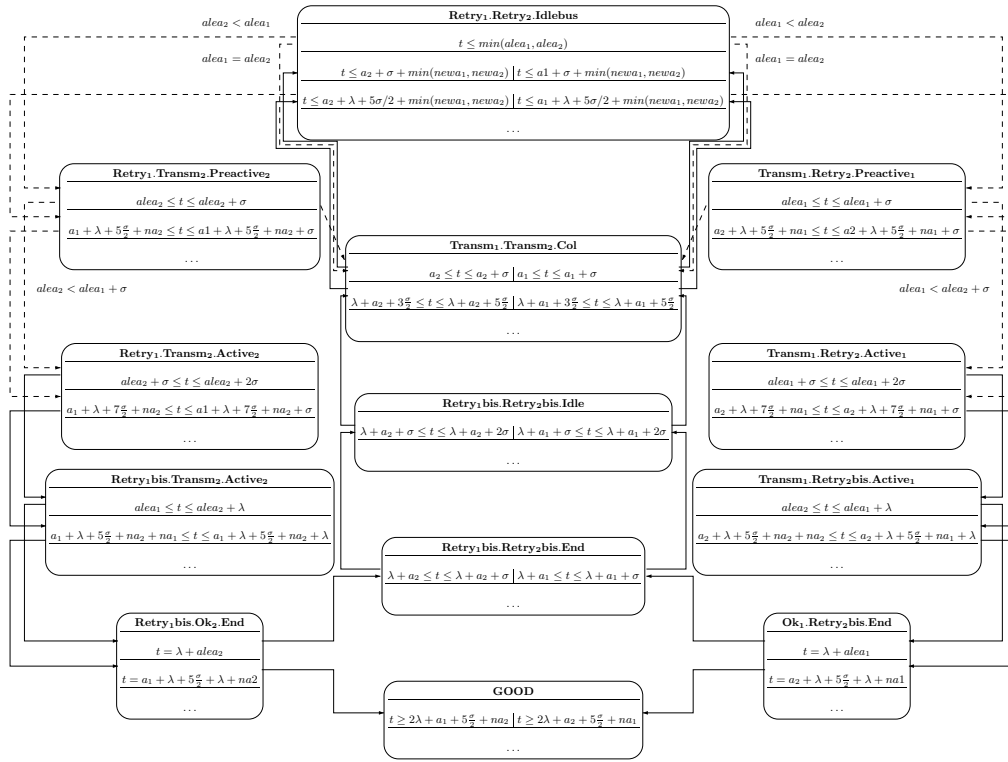 Retry₁.Retry₂.Idlebus
alea₂ < alea₁
alea₁ < alea₂
t ≤ min(alea₁, alea₂)
alea₁ = alea₂
alea₁ = alea₂
t ≤ a₂ + σ + min(newa₁, newa₂) | t ≤ a1 + σ + min(newa₁, newa₂)
t ≤ a₂ + λ + 5σ/2 + min(newa₁, newa₂) | t ≤ a₁ + λ + 5σ/2 + min(newa₁, newa₂)
...
Retry₁.Transm₂.Preactive₂
alea₂ ≤ t ≤ alea₂ + σ
a₁ + λ + 5σ/2 + na₂ ≤ t ≤ a1 + λ + 5σ/2 + na₂ + σ
...
Transm₁.Retry₂.Preactive₁
alea₁ ≤ t ≤ alea₁ + σ
a₂ + λ + 5σ/2 + na₁ ≤ t ≤ a2 + λ + 5σ/2 + na₁ + σ
...
Transm₁.Transm₂.Col
a₂ ≤ t ≤ a₂ + σ | a₁ ≤ t ≤ a₁ + σ
λ + a₂ + 3σ/2 ≤ t ≤ λ + a₂ + 5σ/2 | λ + a₁ + 3σ/2 ≤ t ≤ λ + a₁ + 5σ/2
...
alea₂ < alea₁ + σ
alea₁ < alea₂ + σ
Retry₁.Transm₂.Active₂
alea₂ + σ ≤ t ≤ alea₂ + 2σ
a₁ + λ + 7σ/2 + na₂ ≤ t ≤ a1 + λ + 7σ/2 + na₂ + σ
...
Transm₁.Retry₂.Active₁
alea₁ + σ ≤ t ≤ alea₁ + 2σ
a₂ + λ + 7σ/2 + na₁ ≤ t ≤ a₂ + λ + 7σ/2 + na₁ + σ
...
Retry₁bis.Retry₂bis.Idle
λ + a₂ + σ ≤ t ≤ λ + a₂ + 2σ | λ + a₁ + σ ≤ t ≤ λ + a₁ + 2σ
...
Retry₁bis.Transm₂.Active₂
alea₁ ≤ t ≤ alea₂ + λ
a₁ + λ + 5σ/2 + na₂ + na₁ ≤ t ≤ a₁ + λ + 5σ/2 + na₂ + λ
...
Transm₁.Retry₂bis.Active₁
alea₂ ≤ t ≤ alea₁ + λ
a₂ + λ + 5σ/2 + na₂ + na₂ ≤ t ≤ a₂ + λ + 5σ/2 + na₁ + λ
...
Retry₁bis.Retry₂bis.End
λ + a₂ ≤ t ≤ λ + a₂ + σ | λ + a₁ ≤ t ≤ λ + a₁ + σ
...
Retry₁bis.Ok₂.End
t = λ + alea₂
t = a₁ + λ + 5σ/2 + λ + na2
...
Ok₁.Retry₂bis.End
t = λ + alea₁
t = a₂ + λ + 5σ/2 + λ + na1
...
GOOD
t ≥ 2λ + a₁ + 5σ/2 + na₂ | t ≥ 2λ + a₂ + 5σ/2 + na₁
...